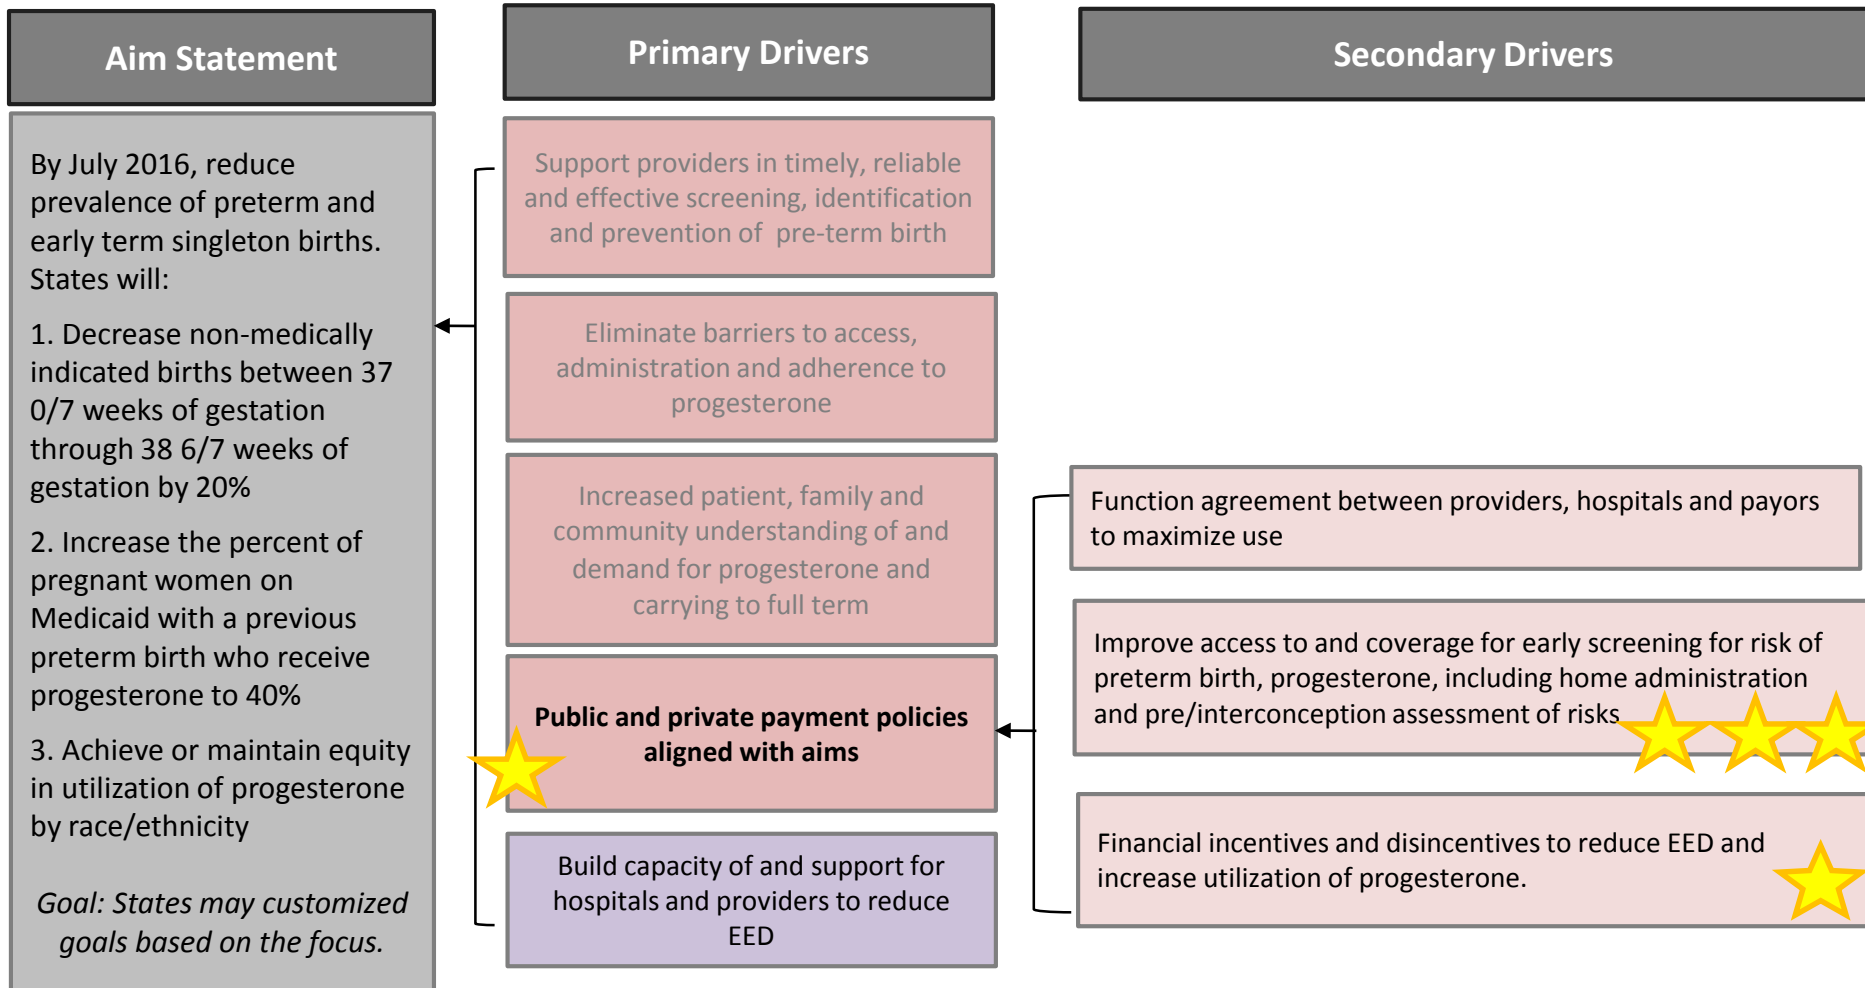 Aim Statement
By July 2016, reduce
prevalence of preterm and
early term singleton births.
States will:
1. Decrease non-medically
indicated births between 37
0/7 weeks of gestation
through 38 6/7 weeks of
gestation by 20%
2. Increase the percent of
pregnant women on
Medicaid with a previous
preterm birth who receive
progesterone to 40%
3. Achieve or maintain equity
in utilization of progesterone
by race/ethnicity
Goal: States may customized
goals based on the focus.
Primary Drivers
Support providers in timely, reliable
and effective screening, identification
and prevention of pre-term birth
Eliminate barriers to access,
administration and adherence to
progesterone
Increased patient, family and
community understanding of and
demand for progesterone and
carrying to full term
Public and private payment policies
aligned with aims
Build capacity of and support for
hospitals and providers to reduce
EED
Secondary Drivers
Function agreement between providers, hospitals and payors
to maximize use
Improve access to and coverage for early screening for risk of
preterm birth, progesterone, including home administration
and pre/interconception assessment of risks
Financial incentives and disincentives to reduce EED and
increase utilization of progesterone.